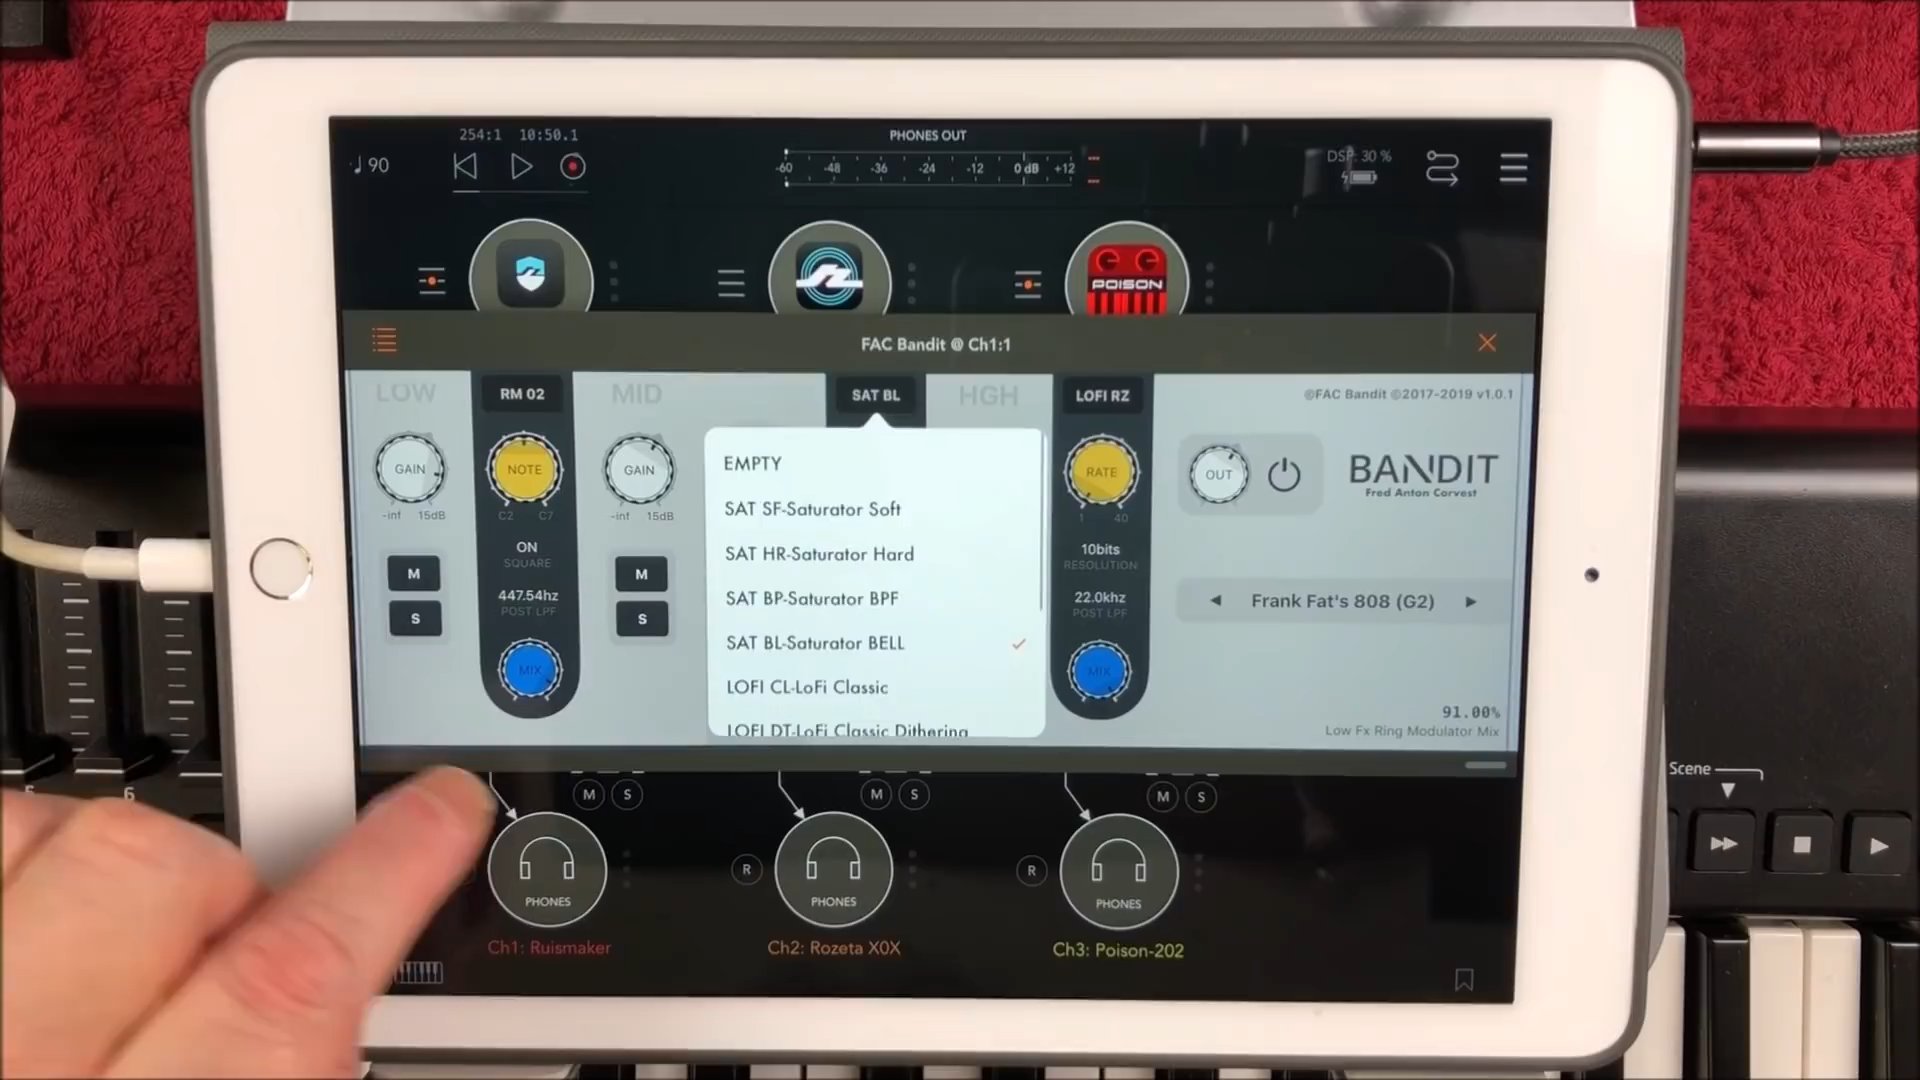 254:1 10:50.1
90
PHONES OUT
-60 -48 -36 -24 -12 0 dB +12
DSP: 30 %
POISON
FAC Bandit @ Ch1:1
LOW
RM 02
MID
SAT BL
HGH
LOFI RZ
@FAC Bandit ©2017-2019 v1.0.1
GAIN
-inf 15dB
NOTE
C2 C7
GAIN
-inf 15dB
RATE
1 40
OUT
BANDIT
Fred Anton Corvest
EMPTY
SAT SF-Saturator Soft
SAT HR-Saturator Hard
SAT BP-Saturator BPF
SAT BL-Saturator BELL
LOFI CL-LoFi Classic
LOFI DT-LoFi Classic Dithering
ON
SQUARE
447.54hz
POST LPF
MIX
M
S
M
S
10bits
RESOLUTION
22.0khz
POST LPF
MIX
Frank Fat's 808 (G2)
91.00%
Low Fx Ring Modulator Mix
M S
M S
M S
PHONES
R
PHONES
R
PHONES
Ch1: Ruismaker
Ch2: Rozeta X0X
Ch3: Poison-202
Scene
6